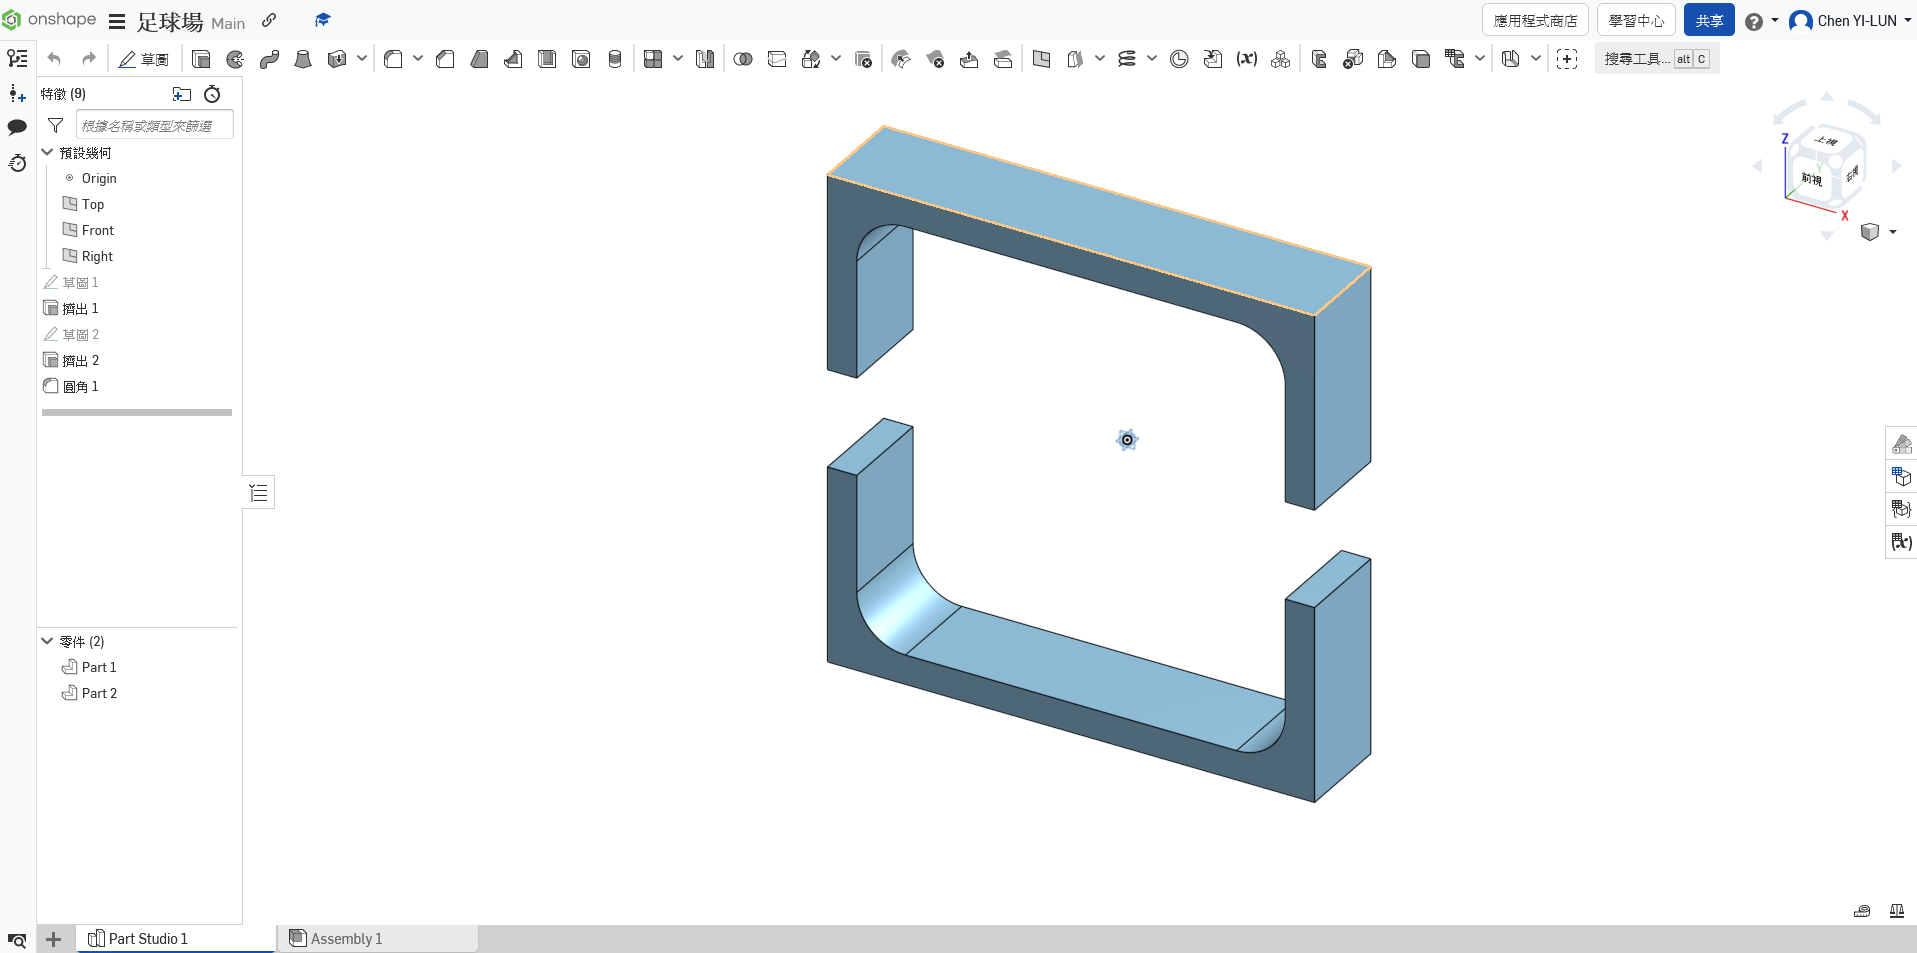 onshape 足球場 Main 應用程式商店 學習中心 共享 Chen YI-LUN
草圖 搜尋工具... alt C
特徵 (9)
根據名稱或類型來篩選
預設幾何
Origin
Top
Front
Right
草圖 1
擠出 1
草圖 2
擠出 2
圓角 1
零件 (2)
Part 1
Part 2
Z
上視
Y
前視
右視
X
Part Studio 1 Assembly 1